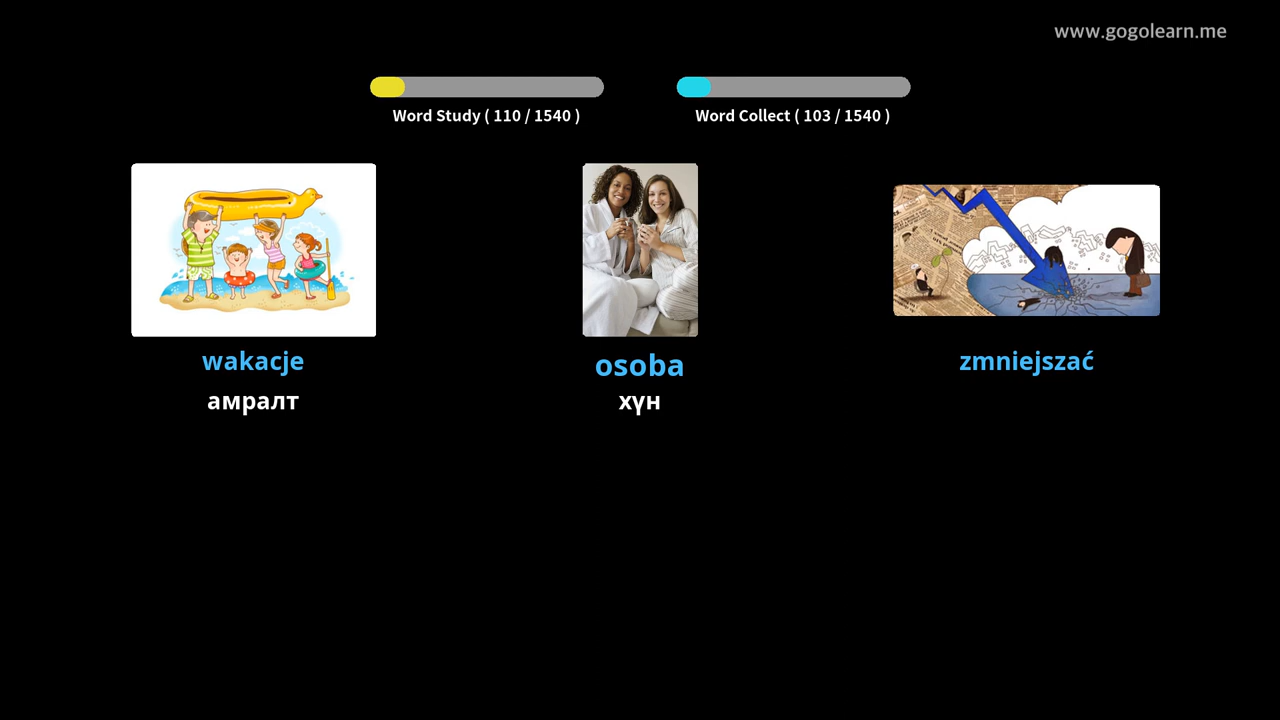 www.gogolearn.me
Word Study ( 110 / 1540 )
Word Collect ( 103 / 1540 )
wakacje
амралт
osoba
хүн
zmniejszać